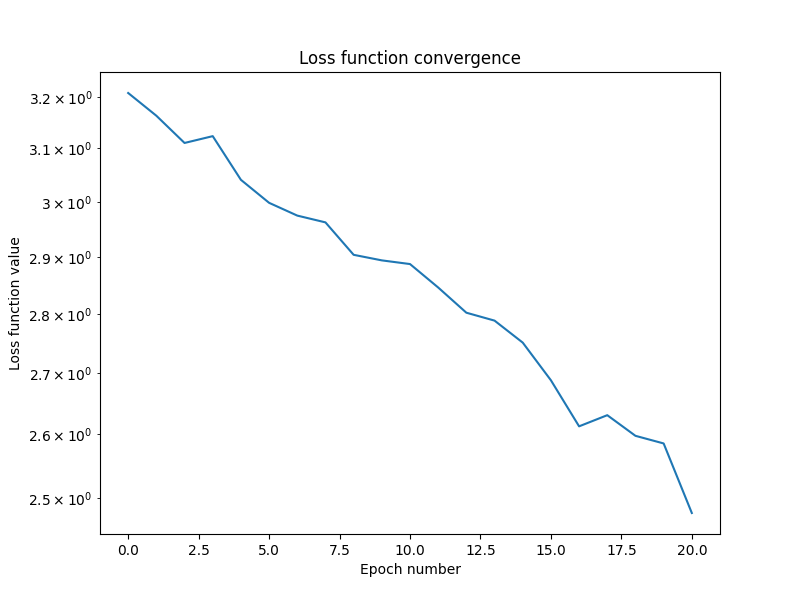 Loss function convergence
Loss function value
3.2 × 10⁰
3.1 × 10⁰
3 × 10⁰
2.9 × 10⁰
2.8 × 10⁰
2.7 × 10⁰
2.6 × 10⁰
2.5 × 10⁰
0.0 2.5 5.0 7.5 10.0 12.5 15.0 17.5 20.0
Epoch number